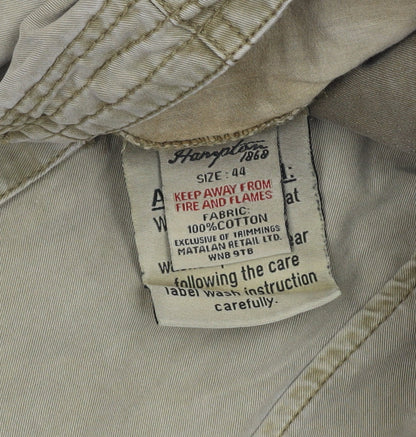 Hampton
1868
SIZE: 44
KEEP AWAY FROM
FIRE AND FLAMES
FABRIC:
100%COTTON
EXCLUSIVE OF TRIMMINGS
MATALAN RETAIL LTD.
WNB 9TB
following the care
label wash instruction
carefully.